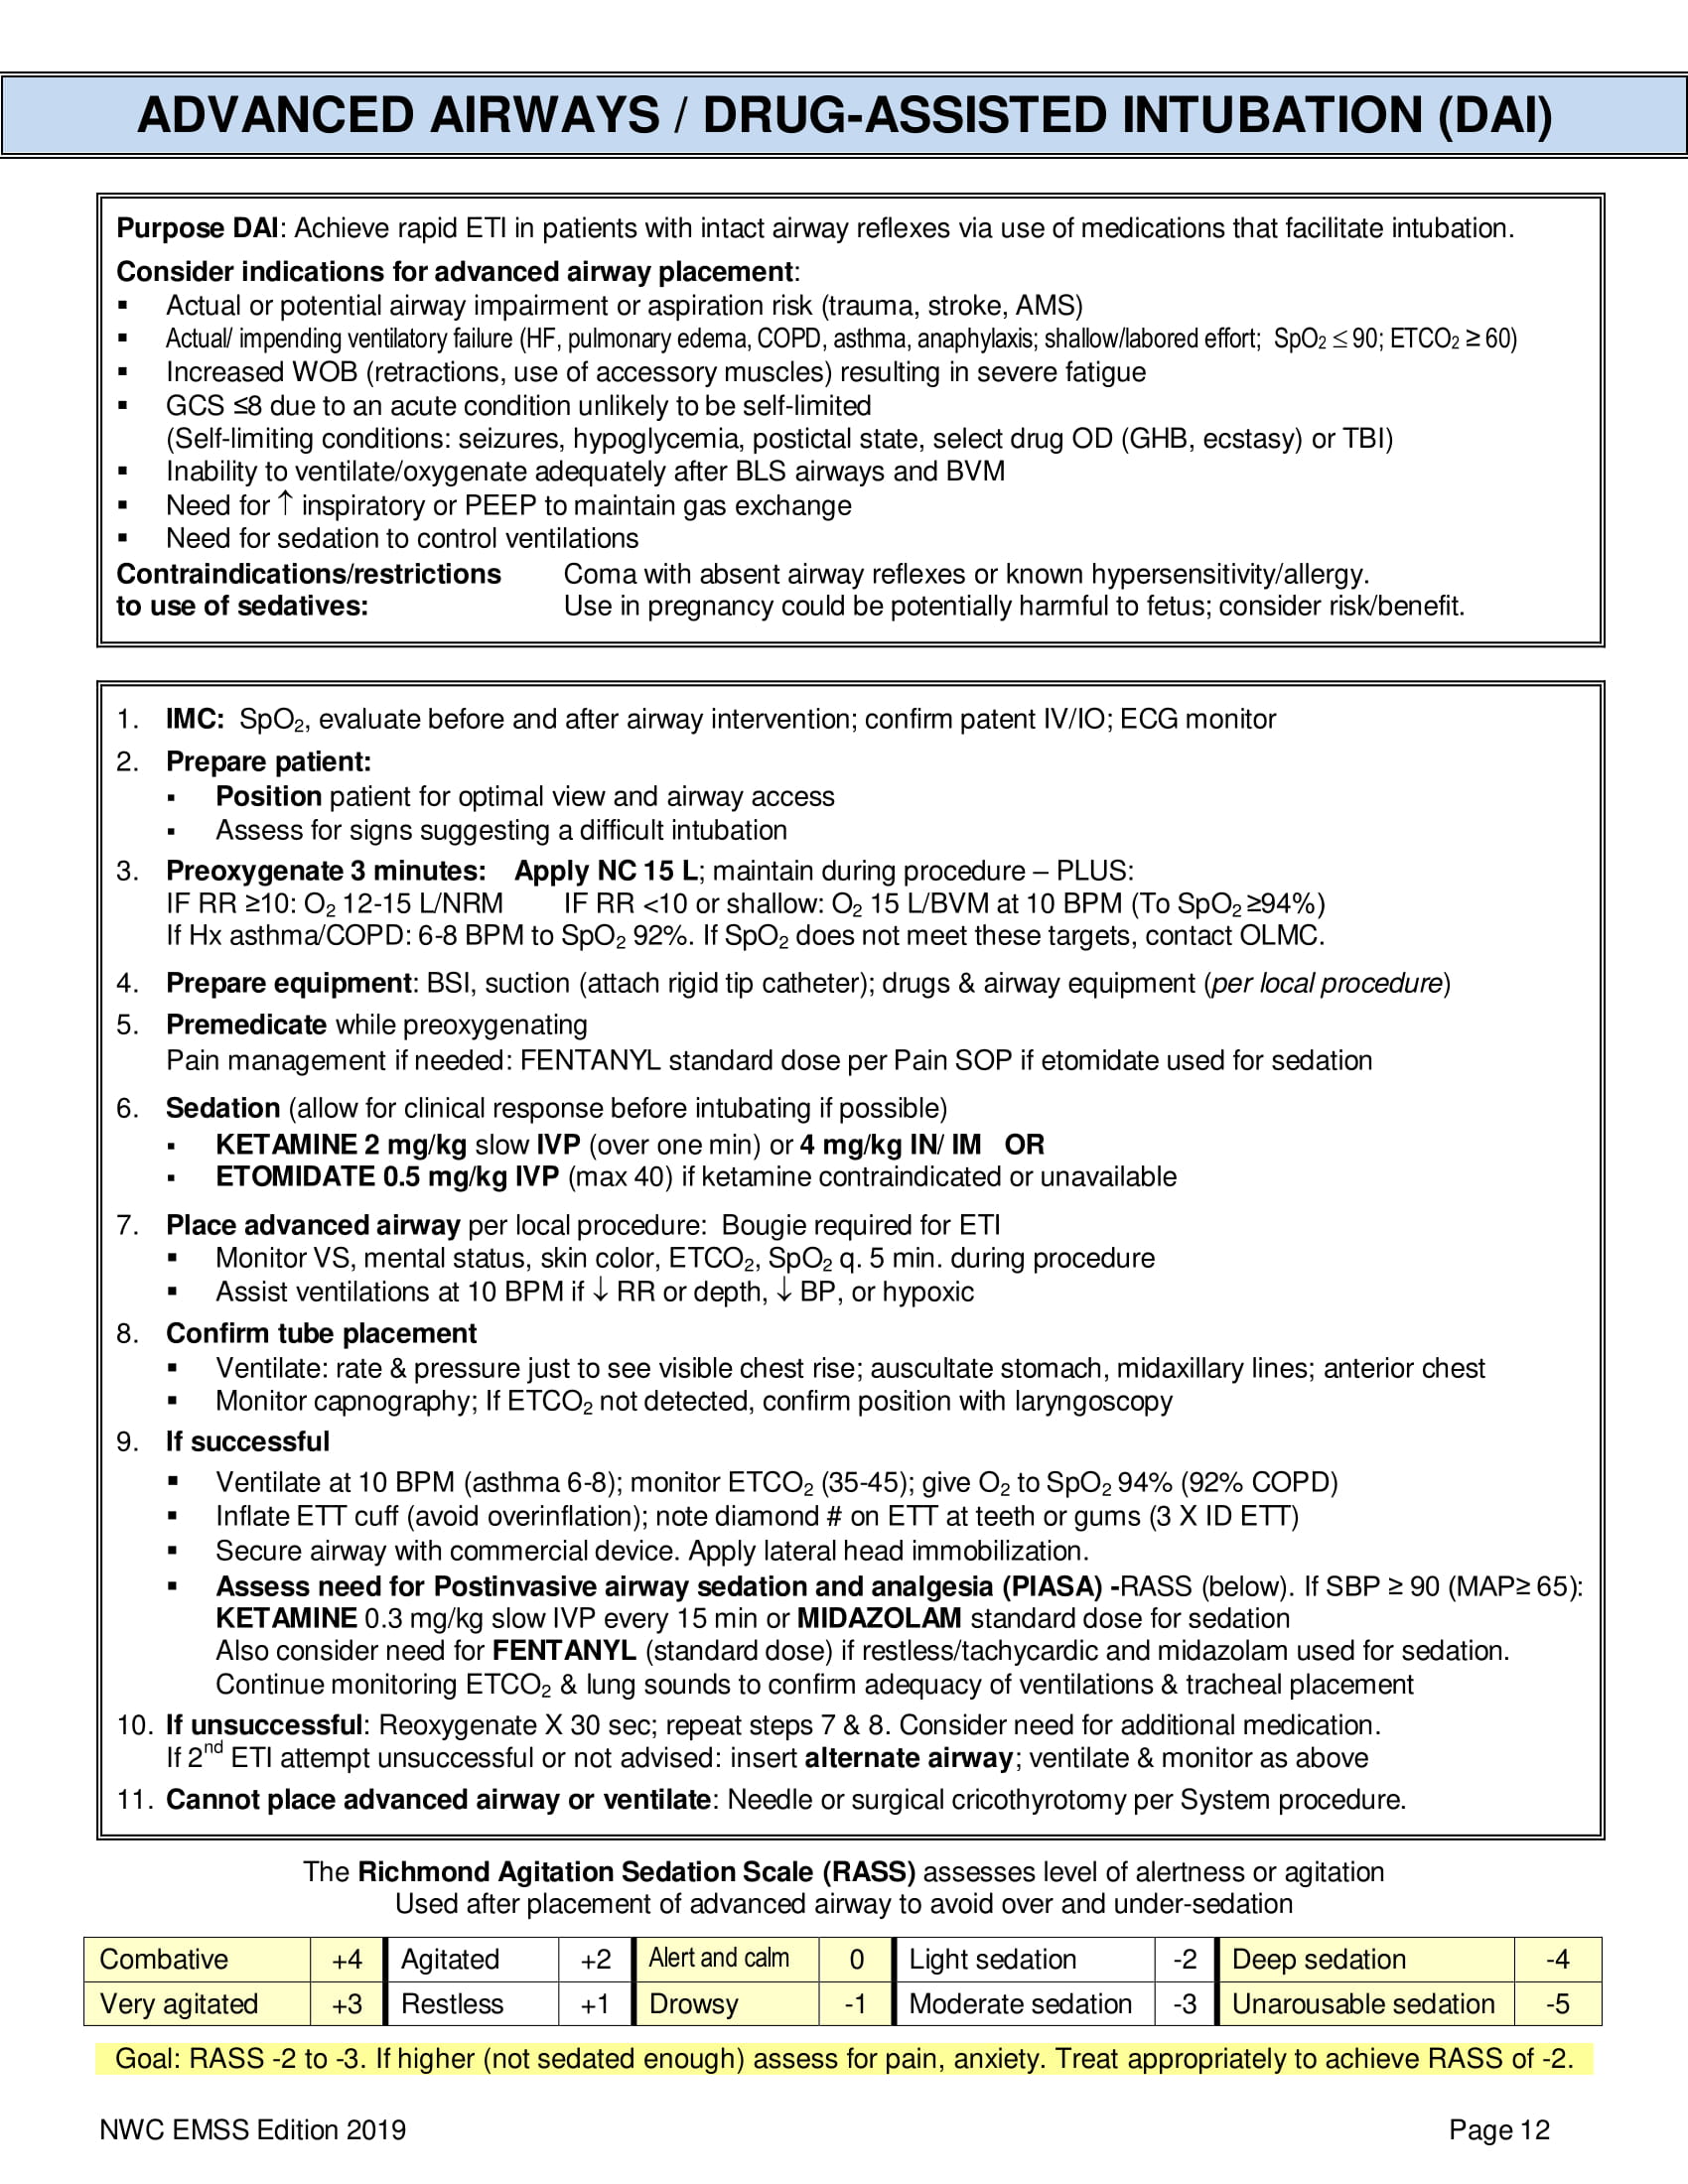 ADVANCED AIRWAYS / DRUG-ASSISTED INTUBATION (DAI)
Purpose DAI: Achieve rapid ETI in patients with intact airway reflexes via use of medications that facilitate intubation.
Consider indications for advanced airway placement:
▪ Actual or potential airway impairment or aspiration risk (trauma, stroke, AMS)
▪ Actual/ impending ventilatory failure (HF, pulmonary edema, COPD, asthma, anaphylaxis; shallow/labored effort; SpO₂ ≤ 90; ETCO₂ ≥ 60)
▪ Increased WOB (retractions, use of accessory muscles) resulting in severe fatigue
▪ GCS ≤8 due to an acute condition unlikely to be self-limited
(Self-limiting conditions: seizures, hypoglycemia, postictal state, select drug OD (GHB, ecstasy) or TBI)
▪ Inability to ventilate/oxygenate adequately after BLS airways and BVM
▪ Need for ↑ inspiratory or PEEP to maintain gas exchange
▪ Need for sedation to control ventilations
Contraindications/restrictions Coma with absent airway reflexes or known hypersensitivity/allergy.
to use of sedatives: Use in pregnancy could be potentially harmful to fetus; consider risk/benefit.
1. IMC: SpO₂, evaluate before and after airway intervention; confirm patent IV/IO; ECG monitor
2. Prepare patient:
▪ Position patient for optimal view and airway access
▪ Assess for signs suggesting a difficult intubation
3. Preoxygenate 3 minutes: Apply NC 15 L; maintain during procedure – PLUS:
IF RR ≥10: O₂ 12-15 L/NRM IF RR <10 or shallow: O₂ 15 L/BVM at 10 BPM (To SpO₂ ≥94%)
If Hx asthma/COPD: 6-8 BPM to SpO₂ 92%. If SpO₂ does not meet these targets, contact OLMC.
4. Prepare equipment: BSI, suction (attach rigid tip catheter); drugs & airway equipment (per local procedure)
5. Premedicate while preoxygenating
Pain management if needed: FENTANYL standard dose per Pain SOP if etomidate used for sedation
6. Sedation (allow for clinical response before intubating if possible)
▪ KETAMINE 2 mg/kg slow IVP (over one min) or 4 mg/kg IN/ IM OR
▪ ETOMIDATE 0.5 mg/kg IVP (max 40) if ketamine contraindicated or unavailable
7. Place advanced airway per local procedure: Bougie required for ETI
▪ Monitor VS, mental status, skin color, ETCO₂, SpO₂ q. 5 min. during procedure
▪ Assist ventilations at 10 BPM if ↓ RR or depth, ↓ BP, or hypoxic
8. Confirm tube placement
▪ Ventilate: rate & pressure just to see visible chest rise; auscultate stomach, midaxillary lines; anterior chest
▪ Monitor capnography; If ETCO₂ not detected, confirm position with laryngoscopy
9. If successful
▪ Ventilate at 10 BPM (asthma 6-8); monitor ETCO₂ (35-45); give O₂ to SpO₂ 94% (92% COPD)
▪ Inflate ETT cuff (avoid overinflation); note diamond # on ETT at teeth or gums (3 X ID ETT)
▪ Secure airway with commercial device. Apply lateral head immobilization.
▪ Assess need for Postinvasive airway sedation and analgesia (PIASA) -RASS (below). If SBP ≥ 90 (MAP≥ 65):
KETAMINE 0.3 mg/kg slow IVP every 15 min or MIDAZOLAM standard dose for sedation
Also consider need for FENTANYL (standard dose) if restless/tachycardic and midazolam used for sedation.
Continue monitoring ETCO₂ & lung sounds to confirm adequacy of ventilations & tracheal placement
10. If unsuccessful: Reoxygenate X 30 sec; repeat steps 7 & 8. Consider need for additional medication.
If 2nd ETI attempt unsuccessful or not advised: insert alternate airway; ventilate & monitor as above
11. Cannot place advanced airway or ventilate: Needle or surgical cricothyrotomy per System procedure.
The Richmond Agitation Sedation Scale (RASS) assesses level of alertness or agitation
Used after placement of advanced airway to avoid over and under-sedation
Combative +4 Agitated +2 Alert and calm 0 Light sedation -2 Deep sedation -4
Very agitated +3 Restless +1 Drowsy -1 Moderate sedation -3 Unarousable sedation -5
Goal: RASS -2 to -3. If higher (not sedated enough) assess for pain, anxiety. Treat appropriately to achieve RASS of -2.
NWC EMSS Edition 2019 Page 12